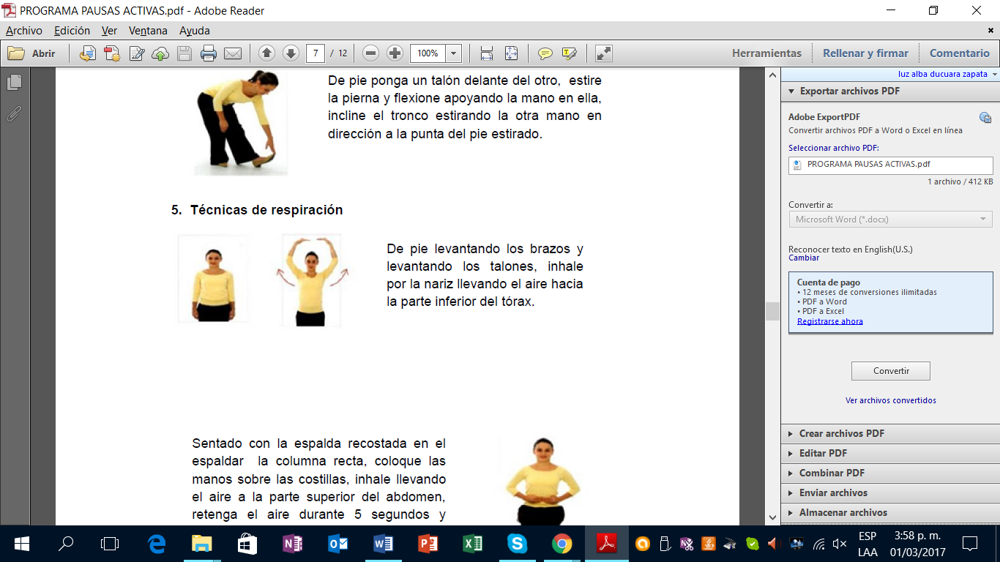 PROGRAMA PAUSAS ACTIVAS.pdf - Adobe Reader
Archivo Edición Ver Ventana Ayuda
Abrir 7 / 12 100% Herramientas Rellenar y firmar Comentario
De pie ponga un talón delante del otro, estire
la pierna y flexione apoyando la mano en ella,
incline el tronco estirando la otra mano en
dirección a la punta del pie estirado.
5. Técnicas de respiración
De pie levantando los brazos y
levantando los talones, inhale
por la nariz llevando el aire hacia
la parte inferior del tórax.
Sentado con la espalda recostada en el
espaldar la columna recta, coloque las
manos sobre las costillas, inhale llevando
el aire a la parte superior del abdomen,
retenga el aire durante 5 segundos y
luz alba ducuara zapata
Exportar archivos PDF
Adobe ExportPDF
Convertir archivos PDF a Word o Excel en línea
Seleccionar archivo PDF:
PROGRAMA PAUSAS ACTIVAS.pdf
1 archivo / 412 KB
Convertir a:
Microsoft Word (*.docx)
Reconocer texto en English(U.S.)
Cambiar
Cuenta de pago
• 12 meses de conversiones ilimitadas
• PDF a Word
• PDF a Excel
Registrarse ahora
Convertir
Ver archivos convertidos
Crear archivos PDF
Editar PDF
Combinar PDF
Enviar archivos
Almacenar archivos
ESP 3:58 p. m.
LAA 01/03/2017